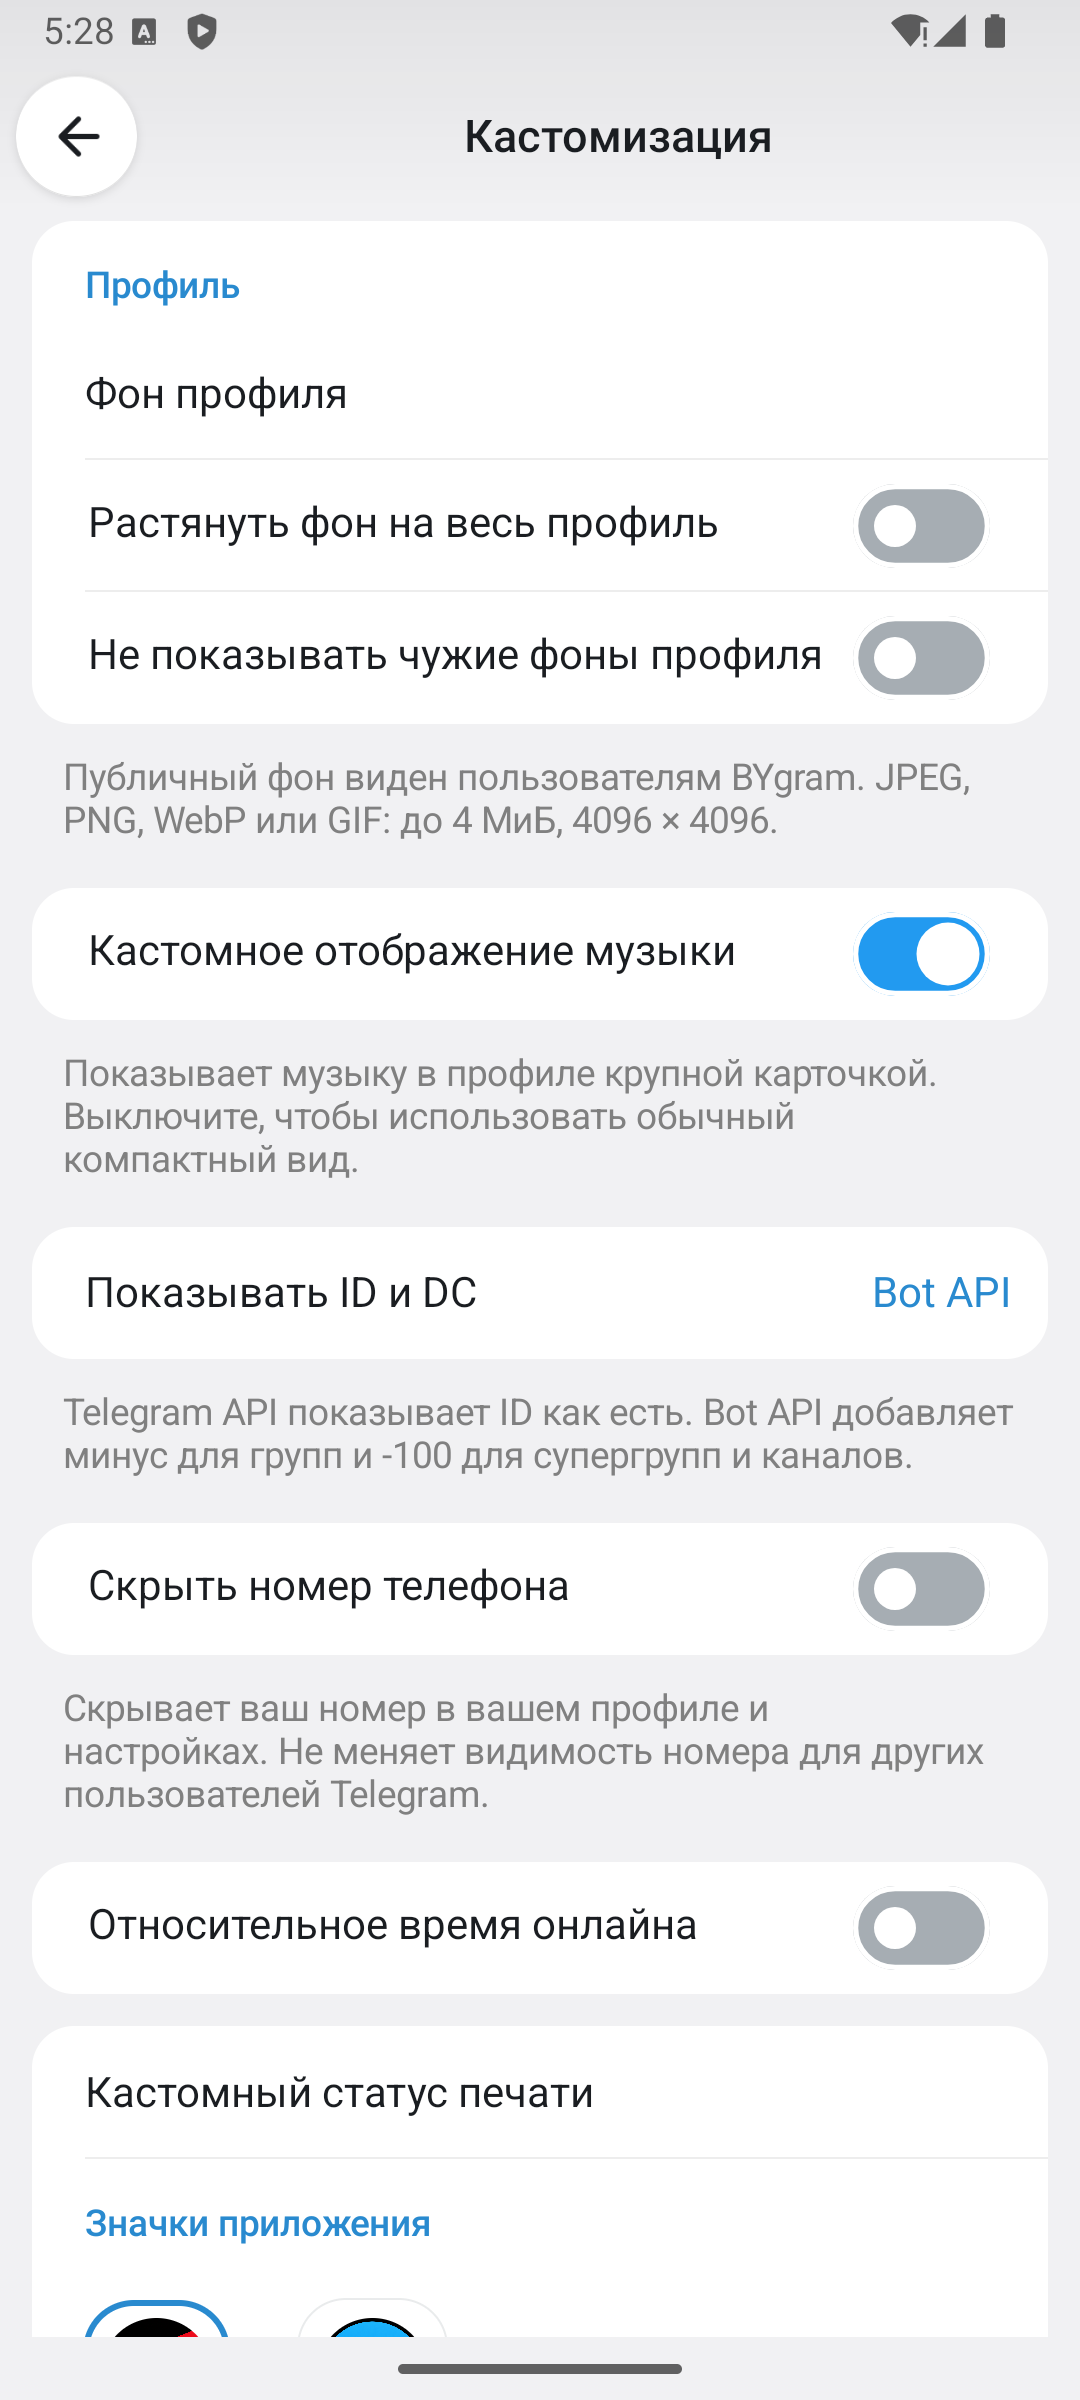 5:28
Кастомизация
Профиль
Фон профиля
Растянуть фон на весь профиль
Не показывать чужие фоны профиля
Публичный фон виден пользователям BYgram. JPEG,
PNG, WebP или GIF: до 4 МиБ, 4096 × 4096.
Кастомное отображение музыки
Показывает музыку в профиле крупной карточкой.
Выключите, чтобы использовать обычный
компактный вид.
Показывать ID и DC
Bot API
Telegram API показывает ID как есть. Bot API добавляет
минус для групп и -100 для супергрупп и каналов.
Скрыть номер телефона
Скрывает ваш номер в вашем профиле и
настройках. Не меняет видимость номера для других
пользователей Telegram.
Относительное время онлайна
Кастомный статус печати
Значки приложения